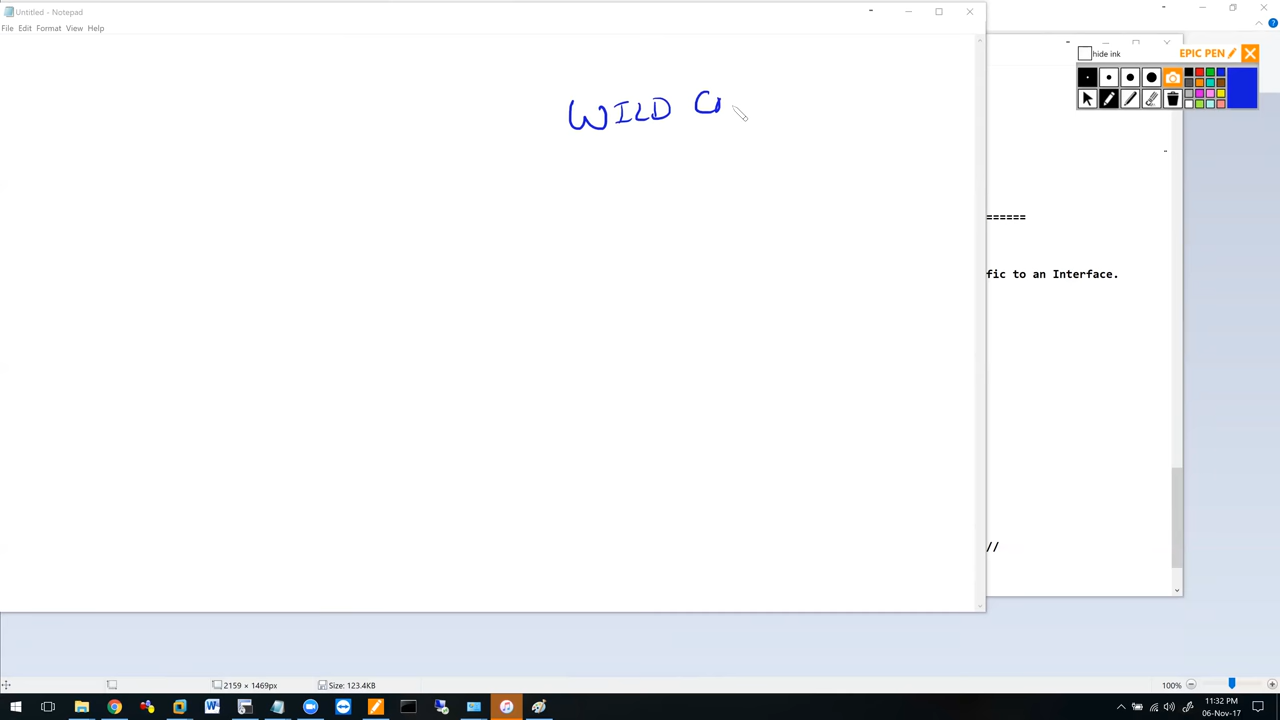 Untitled - Notepad
File Edit Format View Help
hide ink
EPIC PEN
WILD
======
fic to an Interface.
//
2159 × 1469px
Size: 123.4KB
100%
11:32 PM
06-Nov-17